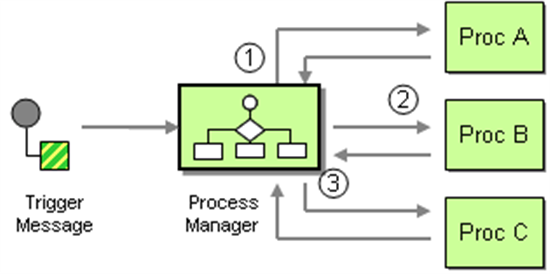 ①
Proc A
②
Proc B
③
Proc C
Trigger
Message
Process
Manager